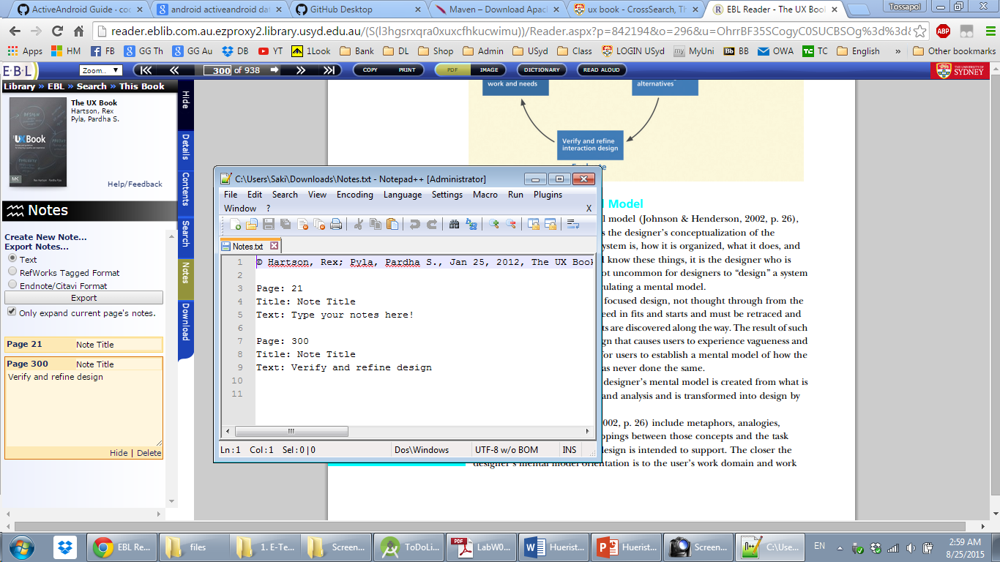 ActiveAndroid Guide · co
android activeandroid dat
GitHub Desktop
Maven – Download Apac
ux book - CrossSearch, Th
EBL Reader - The UX Boo
Tossapol
reader.eblib.com.au.ezproxy2.library.usyd.edu.au/(S(l3hgsrxqra0xuxcfhkucwimu))/Reader.aspx?p=842194&o=296&u=OhrrBF35SCogyC0SUCBSOg%3d%3d&
ABP
Apps HM FB GG Th GG Au DB YT 1Look Bank DL Shop Admin USyd Class LOGIN USyd my MyUni Bb BB OWA TC TC English » Other bookmarks
E·B·L
Zoom..
300 of 938
COPY PRINT
PDF IMAGE
DICTIONARY
READ ALOUD
THE UNIVERSITY OF
SYDNEY
Library » EBL » Search » This Book
The UX Book
Hartson, Rex
Pyla, Pardha S.
UX Book
MK
Help/Feedback
Notes
Create New Note...
Export Notes...
Text
RefWorks Tagged Format
Endnote/Citavi Format
Export
Only expand current page's notes.
Page 21 Note Title
Page 300 Note Title
Verify and refine design
Hide | Delete
Hide
Details
Contents
Search
Notes
Download
work and needs
alternatives
Verify and refine
interaction design
C:\Users\Saki\Downloads\Notes.txt - Notepad++ [Administrator]
File Edit Search View Encoding Language Settings Macro Run Plugins
Window ? X
Notes.txt
1 © Hartson, Rex; Pyla, Pardha S., Jan 25, 2012, The UX Book
2
3 Page: 21
4 Title: Note Title
5 Text: Type your notes here!
6
7 Page: 300
8 Title: Note Title
9 Text: Verify and refine design
10
11
Ln:1 Col:1 Sel:0|0 Dos\Windows UTF-8 w/o BOM INS
l Model
l model (Johnson & Henderson, 2002, p. 26),
s the designer's conceptualization of the
ystem is, how it is organized, what it does, and
l know these things, it is the designer who is
ot uncommon for designers to “design” a system
ulating a mental model.
focused design, not thought through from the
eed in fits and starts and must be retraced and
ts are discovered along the way. The result of such
gn that causes users to experience vagueness and
or users to establish a mental model of how the
as never done the same.
designer's mental model is created from what is
and analysis and is transformed into design by
002, p. 26) include metaphors, analogies,
ppings between those concepts and the task
design is intended to support. The closer the
designer's mental model orientation is to the user's work domain and work
EBL Re...
files
1. E-Te...
Screen...
ToDoLi...
LabW0...
Huerist...
Huerist...
Screen...
C:\Use...
EN
2:59 AM
8/25/2015